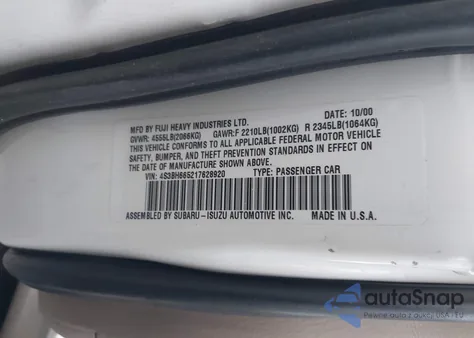 MFD BY FUJI HEAVY INDUSTRIES LTD. DATE 10/00
GVWR: 4555LB(2066KG) GAWR:F 2210LB(1002KG) R 2345LB(1064KG)
THIS VEHICLE CONFORMS TO ALL APPLICABLE FEDERAL MOTOR VEHICLE
SAFETY, BUMPER, AND THEFT PREVENTION STANDARDS IN EFFECT ON
THE DATE OF MANUFACTURE SHOWN ABOVE.
VIN: 4S3BH665217628920 TYPE: PASSENGER CAR
ASSEMBLED BY SUBARU-ISUZU AUTOMOTIVE INC. MADE IN U.S.A.
autoSnap